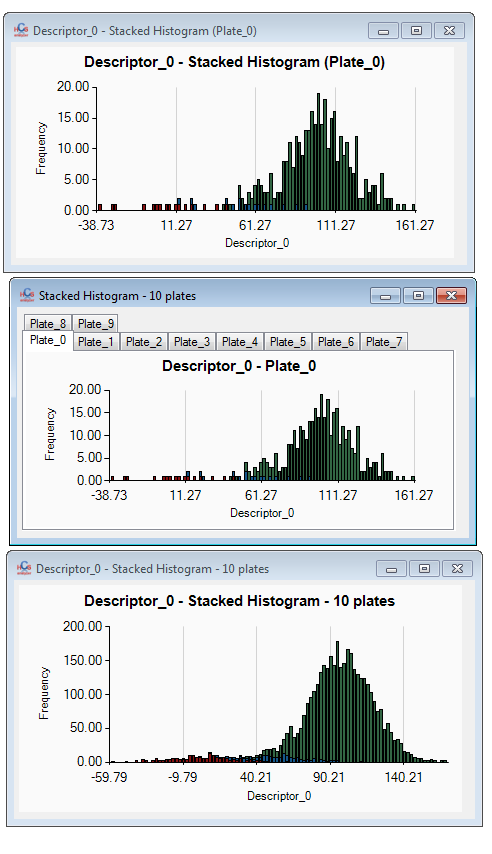 Descriptor_0 - Stacked Histogram (Plate_0)
Descriptor_0 - Stacked Histogram (Plate_0)
20.00
15.00
10.00
5.00
0.00
Frequency
-38.73 11.27 61.27 111.27 161.27
Descriptor_0
Stacked Histogram - 10 plates
Plate_8 Plate_9
Plate_0 Plate_1 Plate_2 Plate_3 Plate_4 Plate_5 Plate_6 Plate_7
Descriptor_0 - Plate_0
20.00
15.00
10.00
5.00
0.00
Frequency
-38.73 11.27 61.27 111.27 161.27
Descriptor_0
Descriptor_0 - Stacked Histogram - 10 plates
Descriptor_0 - Stacked Histogram - 10 plates
200.00
150.00
100.00
50.00
0.00
Frequency
-59.79 -9.79 40.21 90.21 140.21
Descriptor_0